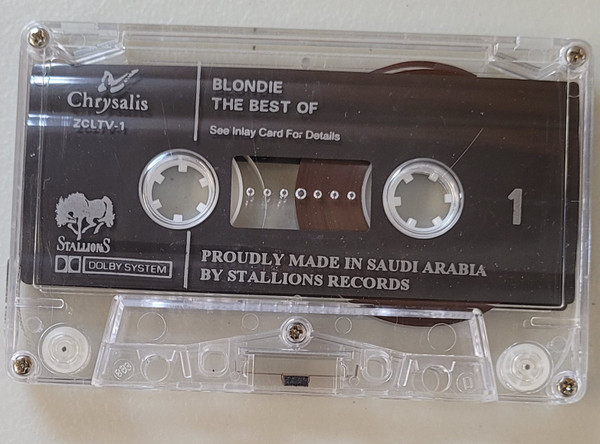 Chrysalis
ZCLTV-1
BLONDIE
THE BEST OF
See Inlay Card For Details
1
STALLIONS
DOLBY SYSTEM
PROUDLY MADE IN SAUDI ARABIA
BY STALLIONS RECORDS